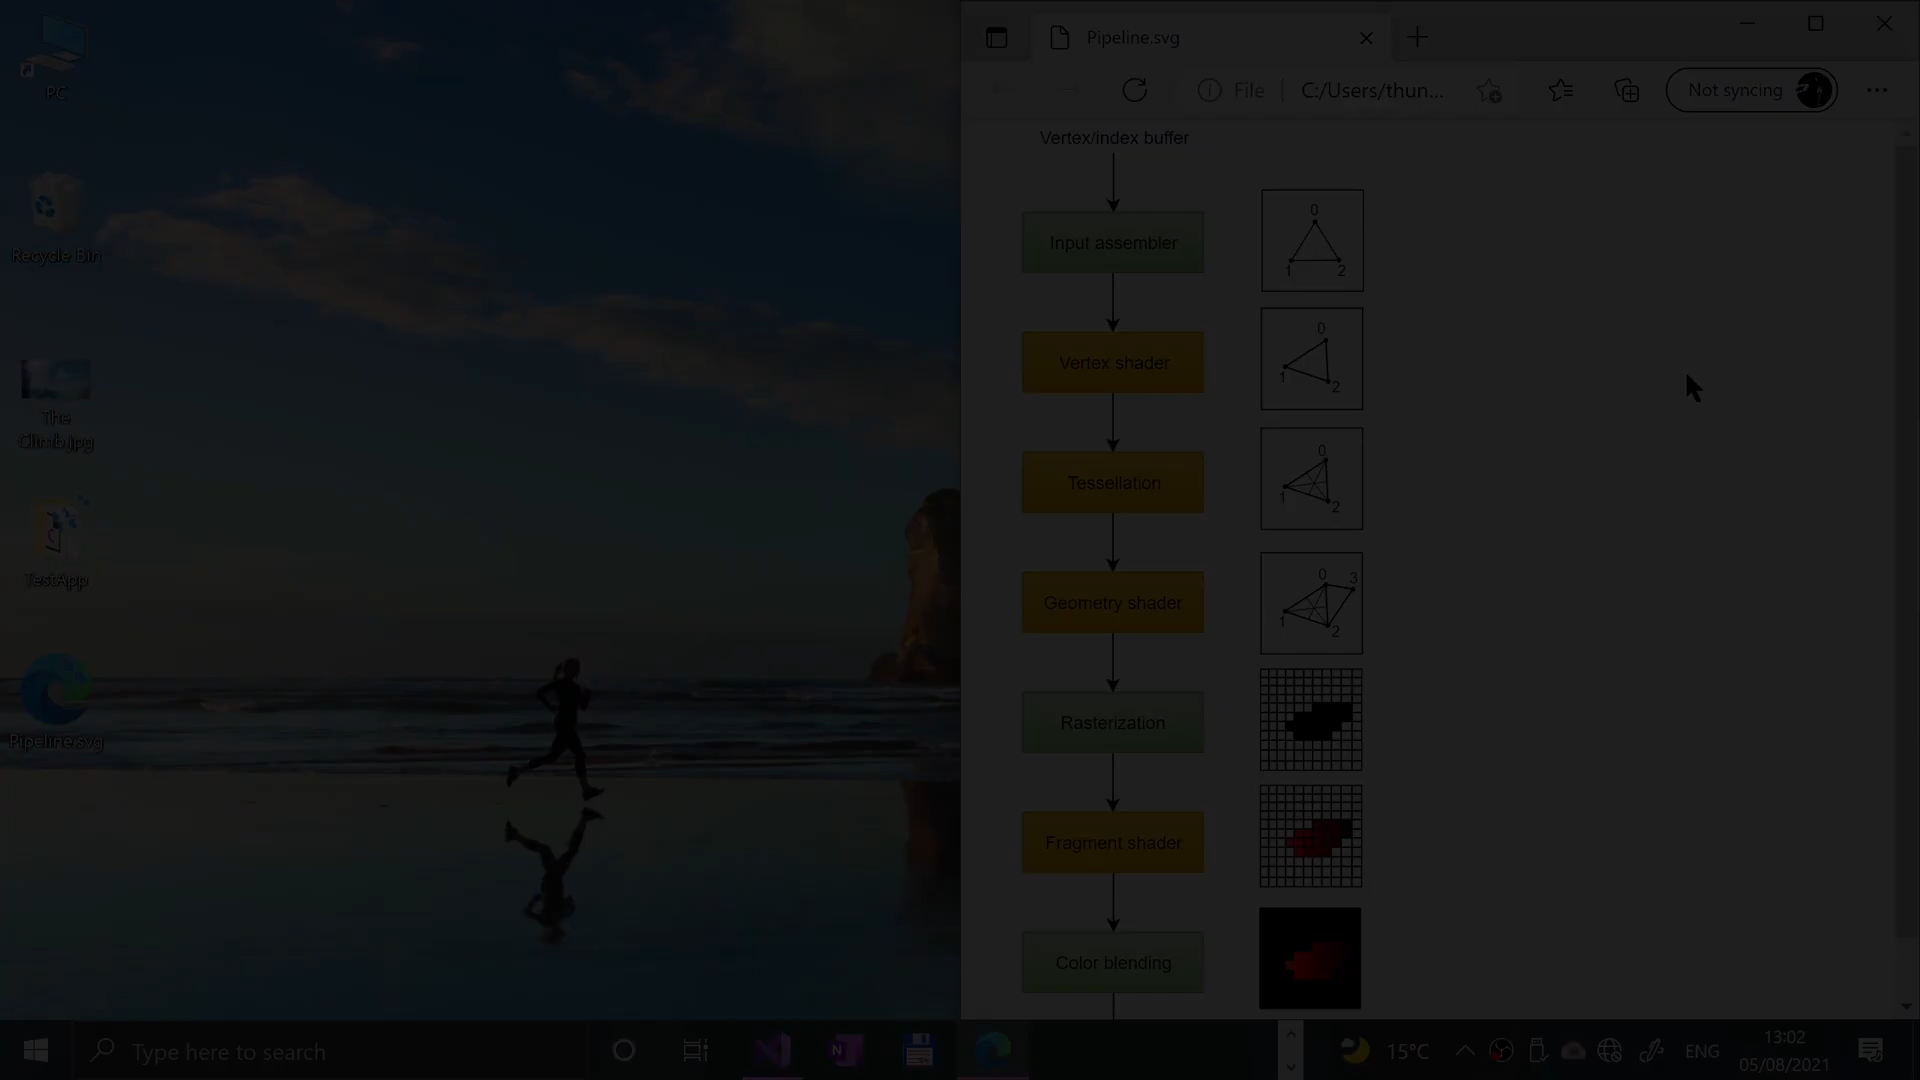 PC
Recycle Bin
The
Climb.jpg
TestApp
Pipeline.svg
Pipeline.svg
File
C:/Users/thun...
Not syncing
Vertex/index buffer
Input assembler
0
1 2
Vertex shader
0
1
2
Tessellation
0
1
2
Geometry shader
0 3
1
2
Rasterization
Fragment shader
Color blending
Type here to search
N
15°C
ENG
13:02
05/08/2021